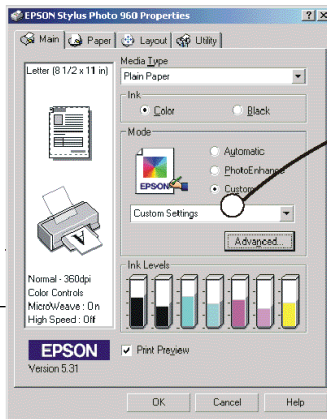 EPSON Stylus Photo 960 Properties
Main Paper Layout Utility
Letter (8 1/2 x 11 in)
Media Type
Plain Paper
Ink
Color Black
Mode
Automatic
PhotoEnhance
EPSON
Custom
Custom Settings
Advanced...
Normal - 360dpi
Color Controls
MicroWeave : On
High Speed : Off
Ink Levels
EPSON
Version 5.31
Print Preview
OK Cancel Help